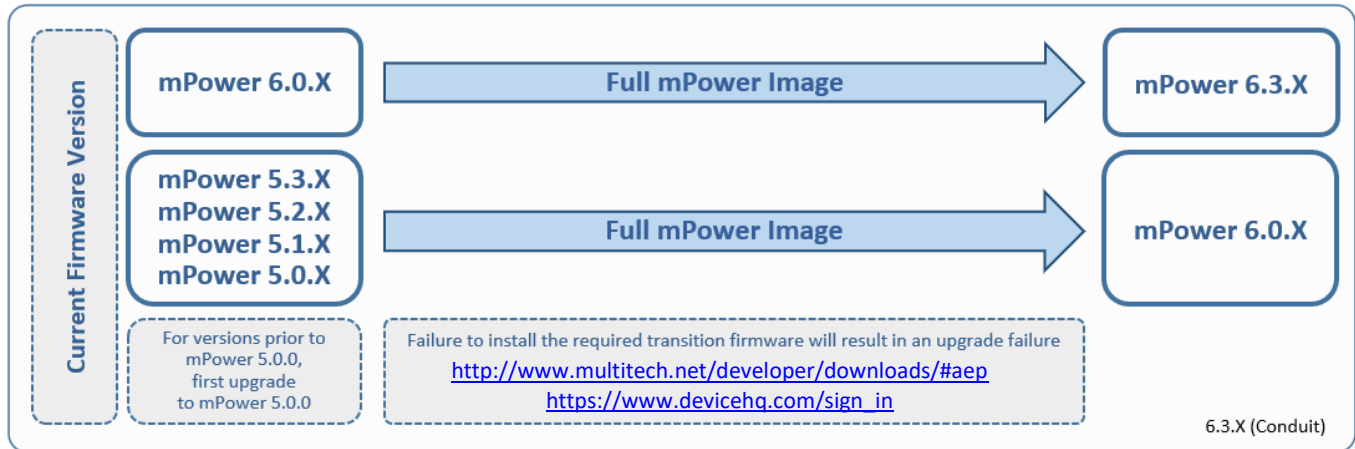 Current Firmware Version
mPower 6.0.X
Full mPower Image
mPower 6.3.X
mPower 5.3.X
mPower 5.2.X
mPower 5.1.X
mPower 5.0.X
Full mPower Image
mPower 6.0.X
For versions prior to
mPower 5.0.0,
first upgrade
to mPower 5.0.0
Failure to install the required transition firmware will result in an upgrade failure
http://www.multitech.net/developer/downloads/#aep
https://www.devicehq.com/sign_in
6.3.X (Conduit)